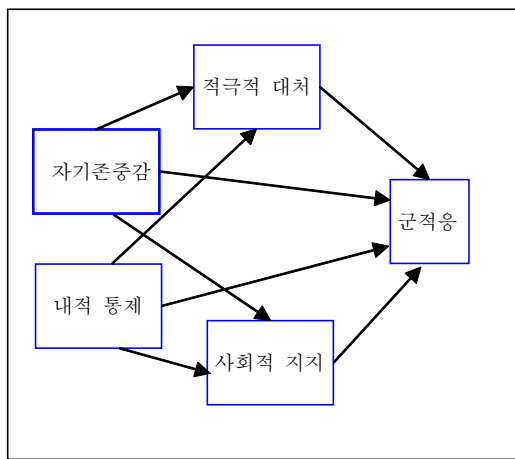 적극적 대처
자기존중감
군적응
내적 통제
사회적 지지